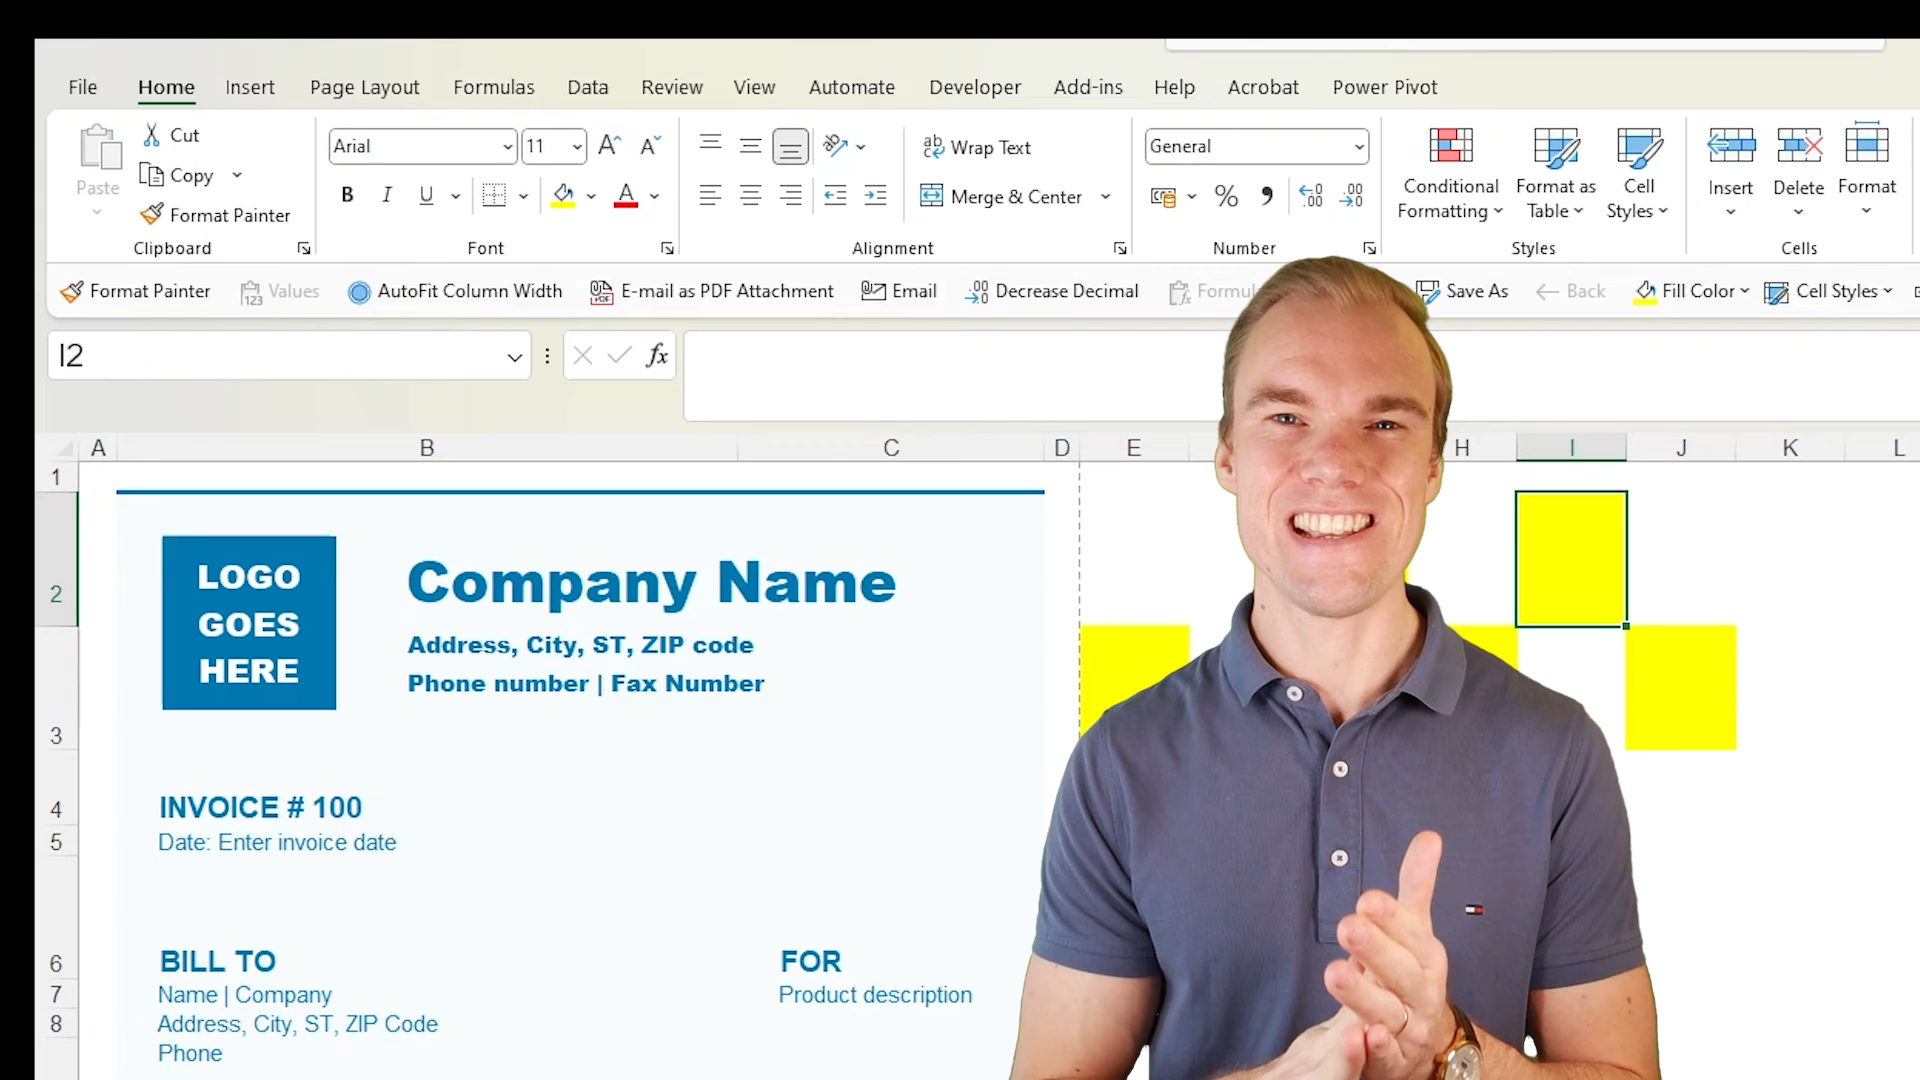 File Home Insert Page Layout Formulas Data Review View Automate Developer Add-ins Help Acrobat Power Pivot
Paste
Cut
Copy
Format Painter
Clipboard
Arial 11
B I U
Font
Wrap Text
Merge & Center
Alignment
General
Number
Conditional Formatting
Format as Table
Cell Styles
Styles
Insert
Delete
Format
Cells
Format Painter Values AutoFit Column Width E-mail as PDF Attachment Email Decrease Decimal Save As Back Fill Color Cell Styles
I2
fx
A B C D E H I J K L
1
2
3
4
5
6
7
8
LOGO
GOES
HERE
Company Name
Address, City, ST, ZIP code
Phone number | Fax Number
INVOICE # 100
Date: Enter invoice date
BILL TO
Name | Company
Address, City, ST, ZIP Code
Phone
FOR
Product description